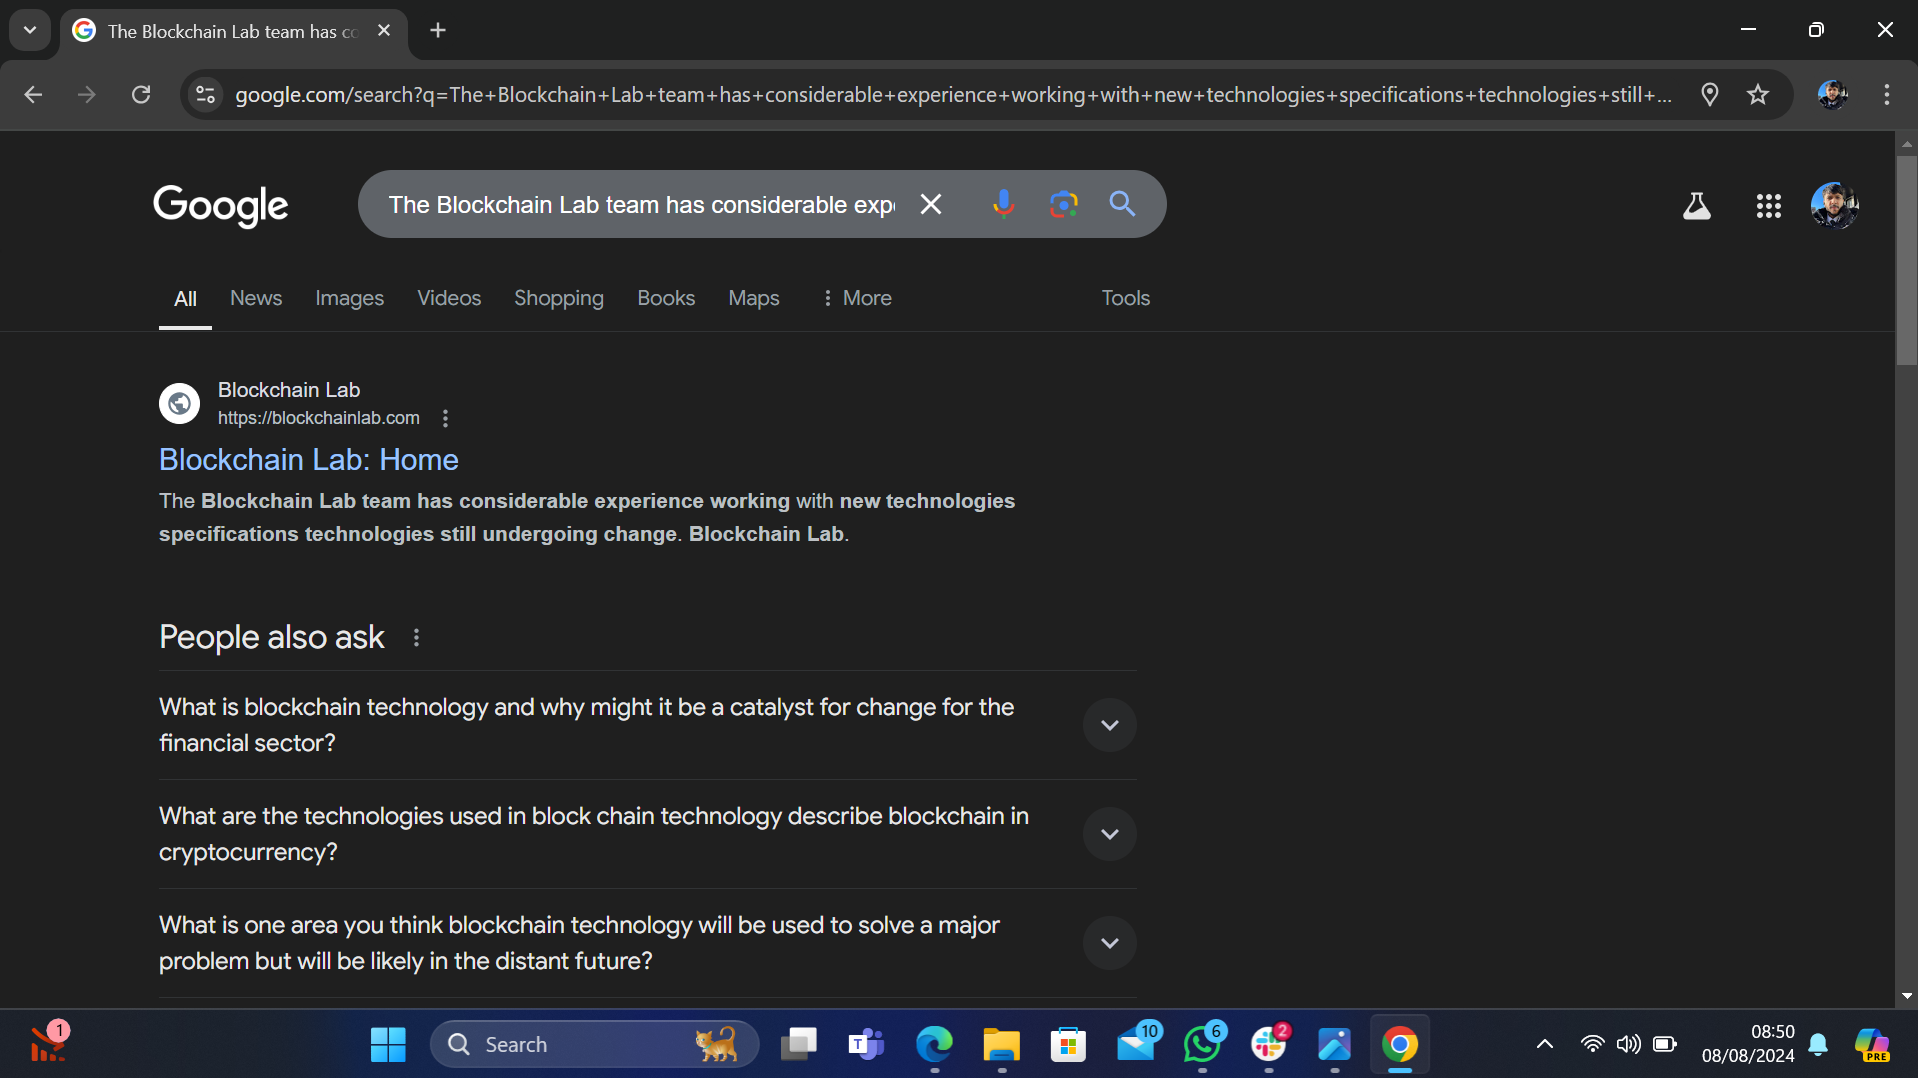 The Blockchain Lab team has co
google.com/search?q=The+Blockchain+Lab+team+has+considerable+experience+working+with+new+technologies+specifications+technologies+still+...
Google
The Blockchain Lab team has considerable exp
All News Images Videos Shopping Books Maps More Tools
Blockchain Lab
https://blockchainlab.com
Blockchain Lab: Home
The Blockchain Lab team has considerable experience working with new technologies
specifications technologies still undergoing change. Blockchain Lab.
People also ask
What is blockchain technology and why might it be a catalyst for change for the
financial sector?
What are the technologies used in block chain technology describe blockchain in
cryptocurrency?
What is one area you think blockchain technology will be used to solve a major
problem but will be likely in the distant future?
1
Search
T
10
6
2
08:50
08/08/2024
PRE